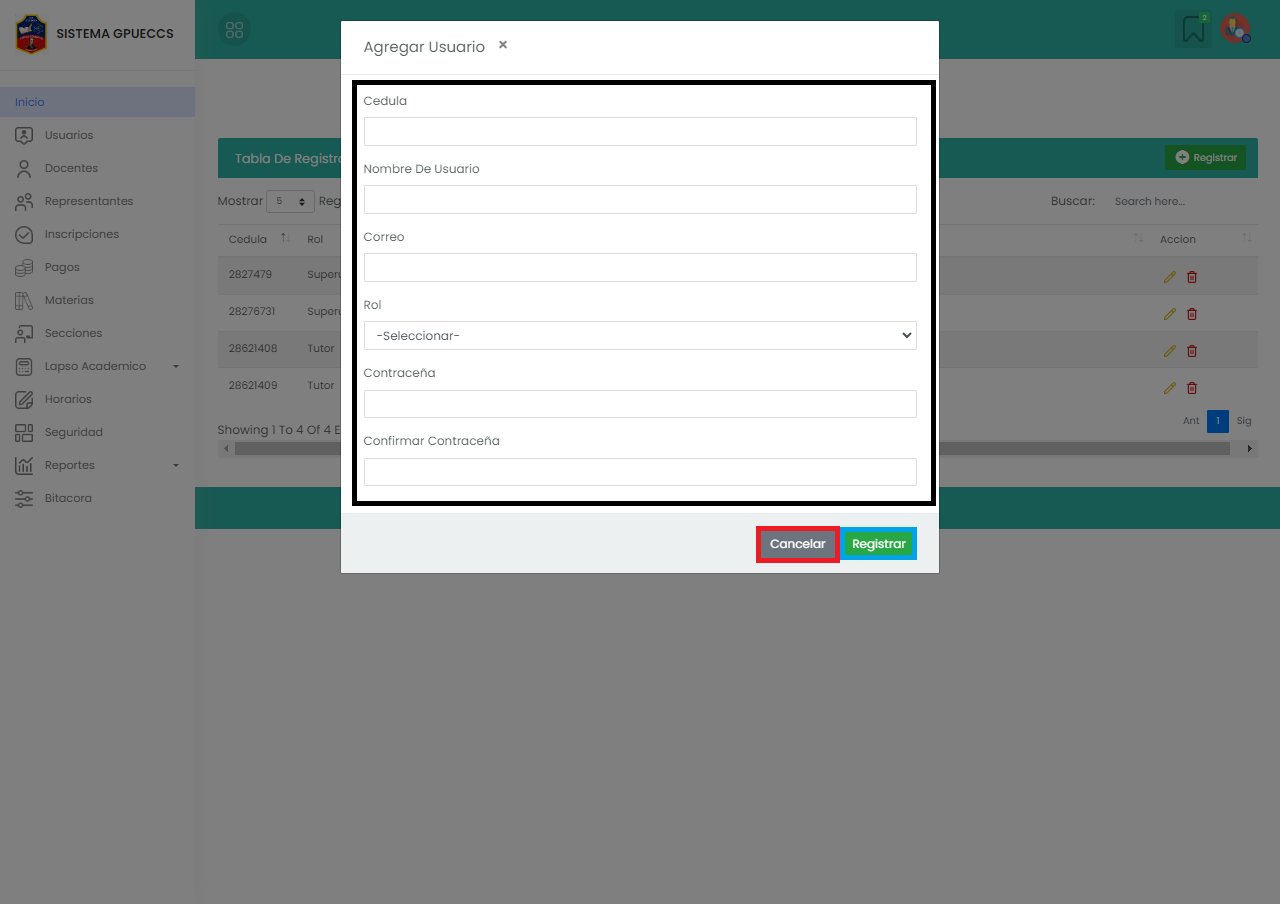 SISTEMA GPUECCS
2
Agregar Usuario ×
Inicio
Usuarios
Docentes
Representantes
Inscripciones
Pagos
Materias
Secciones
Lapso Academico
Horarios
Seguridad
Reportes
Bitacora
Tabla De Registr
Registrar
Mostrar 5 Reg
Buscar: Search here...
Cedula Rol Accion
2827479 Super
28276731 Super
28621408 Tutor
28621409 Tutor
Showing 1 To 4 Of 4 E
Ant 1 Sig
Cedula
Nombre De Usuario
Correo
Rol
-Seleccionar-
Contraceña
Confirmar Contraceña
Cancelar Registrar